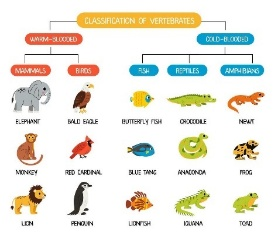 CLASSIFICATION OF VERTEBRATES
WARM-BLOODED COLD-BLOODED
MAMMALS BIRDS FISH REPTILES AMPHIBIANS
ELEPHANT BALD EAGLE BUTTERFLY FISH CROCODILE NEWT
MONKEY RED CARDINAL BLUE TANG ANACONDA FROG
LION PENGUIN LIONFISH IGUANA TOAD